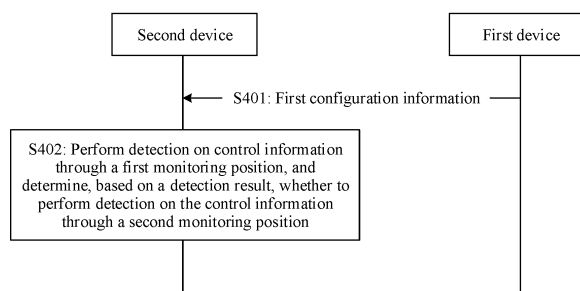 Second device
First device
S401: First configuration information
S402: Perform detection on control information
through a first monitoring position, and
determine, based on a detection result, whether to
perform detection on the control information
through a second monitoring position